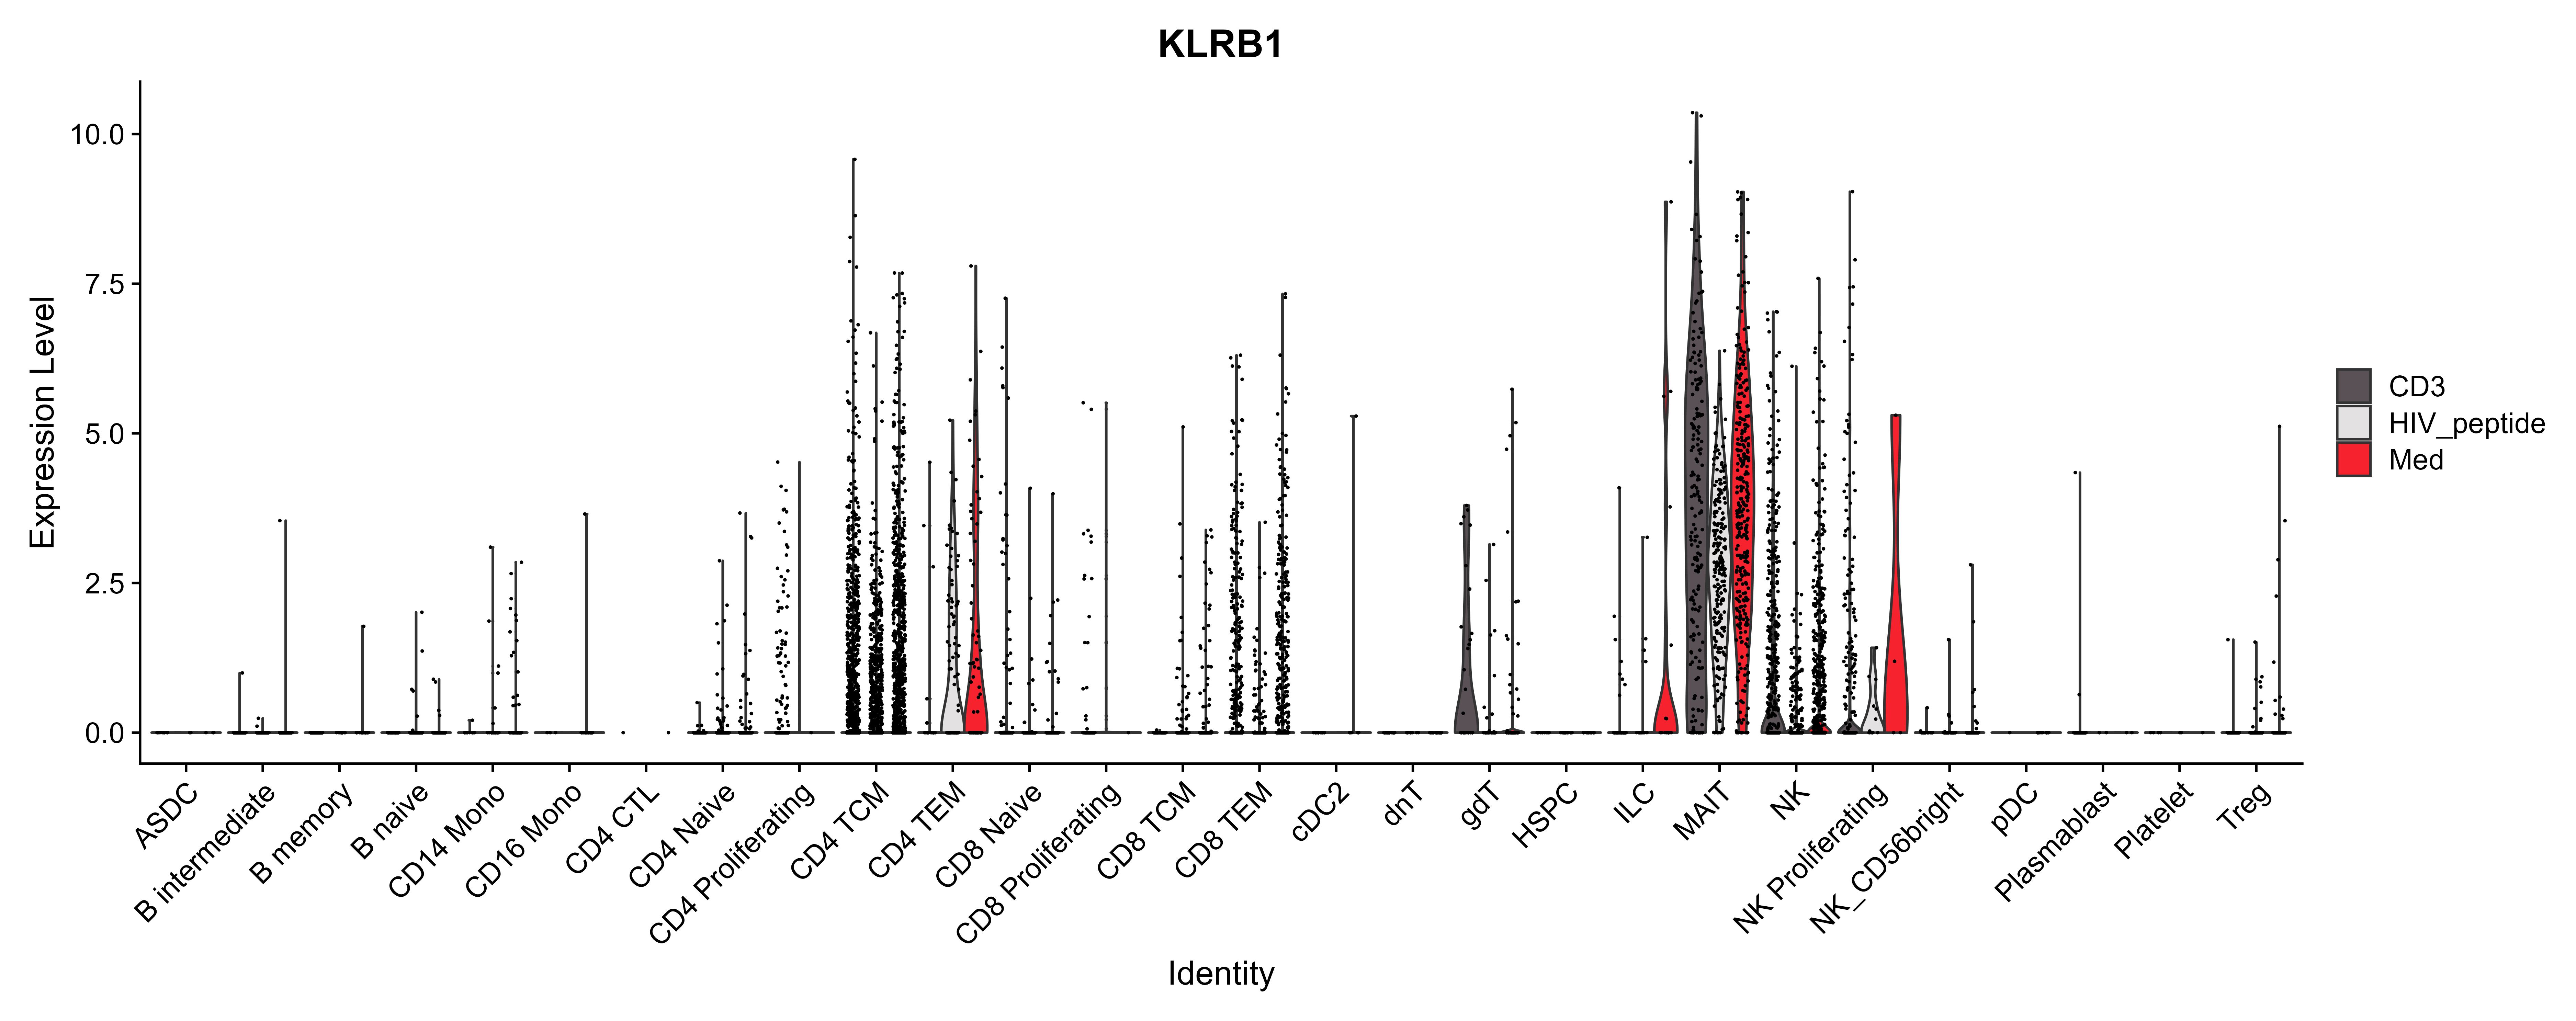 KLRB1
Expression Level
10.0
7.5
5.0
2.5
0.0
ASDC
B intermediate
B memory
B naive
CD14 Mono
CD16 Mono
CD4 CTL
CD4 Naive
CD4 Proliferating
CD4 TCM
CD4 TEM
CD8 Naive
CD8 Proliferating
CD8 TCM
CD8 TEM
cDC2
dnT
gdT
HSPC
ILC
MAIT
NK
NK Proliferating
NK_CD56bright
pDC
Plasmablast
Platelet
Treg
Identity
CD3
HIV_peptide
Med